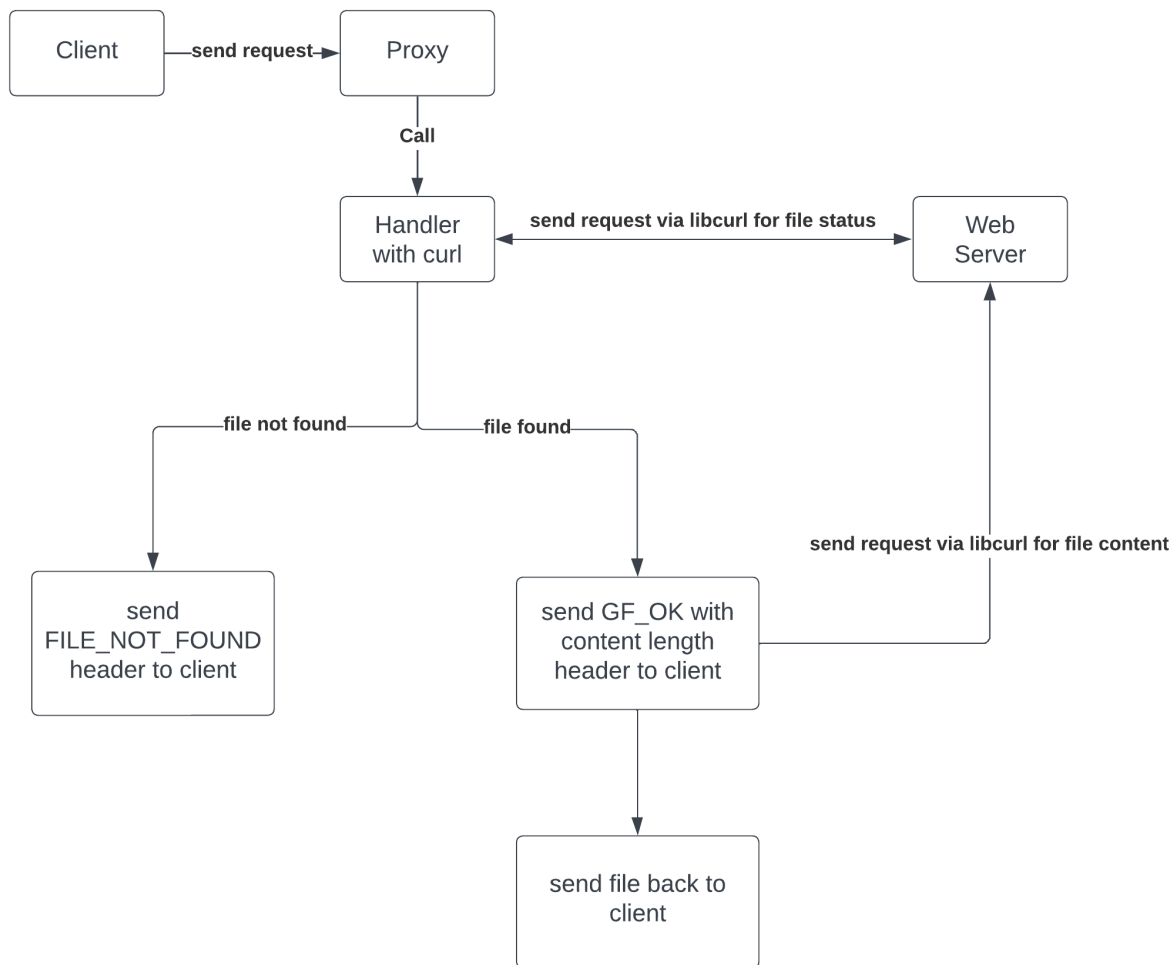 Client
send request
Proxy
Call
Handler
with curl
send request via libcurl for file status
Web
Server
file not found
file found
send request via libcurl for file content
send
FILE_NOT_FOUND
header to client
send GF_OK with
content length
header to client
send file back to
client